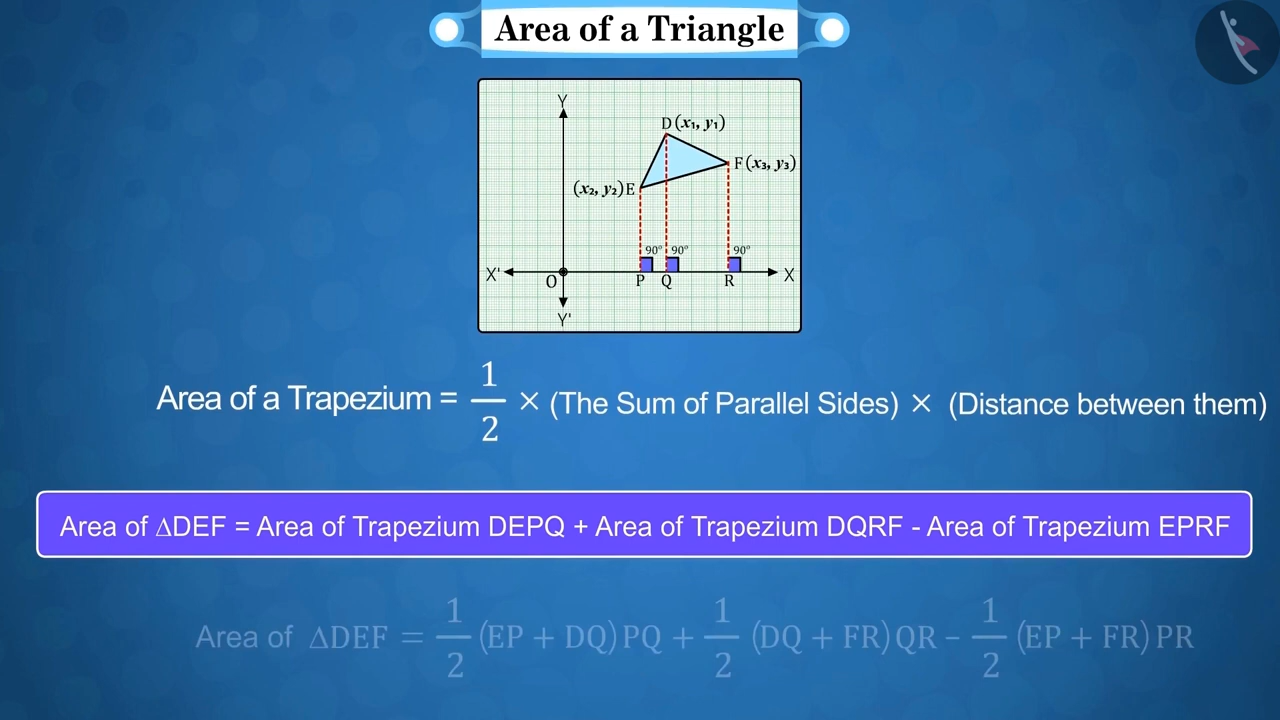 Area of a Triangle
Y
D (x₁, y₁)
F (x₃, y₃)
(x₂, y₂) E
90° 90° 90°
X' O P Q R X
Y'
Area of a Trapezium = 1/2 × (The Sum of Parallel Sides) × (Distance between them)
Area of ∆DEF = Area of Trapezium DEPQ + Area of Trapezium DQRF - Area of Trapezium EPRF
Area of ∆DEF = 1/2 (EP + DQ) PQ + 1/2 (DQ + FR) QR − 1/2 (EP + FR) PR